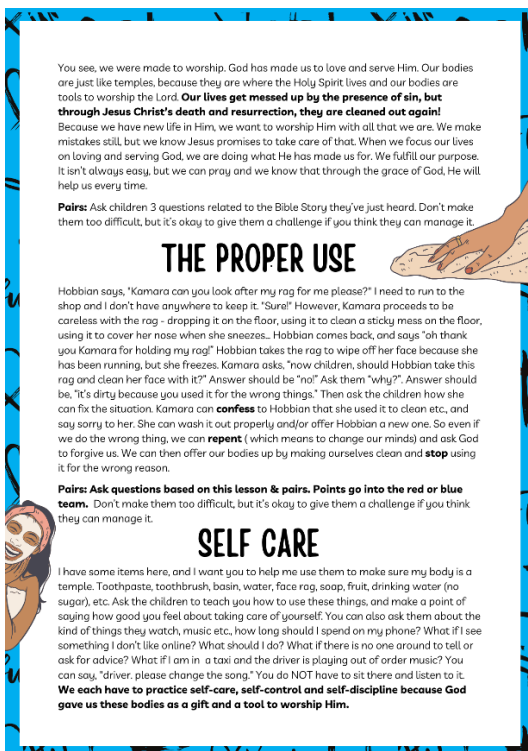 You see, we were made to worship. God has made us to love and serve Him. Our bodies
are just like temples, because they are where the Holy Spirit lives and our bodies are
tools to worship the Lord. Our lives get messed up by the presence of sin, but
through Jesus Christ's death and resurrection, they are cleaned out again!
Because we have new life in Him, we want to worship Him with all that we are. We make
mistakes still, but we know Jesus promises to take care of that. When we focus our lives
on loving and serving God, we are doing what He has made us for. We fulfill our purpose.
It isn't always easy, but we can pray and we know that through the grace of God, He will
help us every time.
Pairs: Ask children 3 questions related to the Bible Story they've just heard. Don't make
them too difficult, but it's okay to give them a challenge if you think they can manage it.
THE PROPER USE
Hobbian says, "Kamara can you look after my rag for me please?" I need to run to the
shop and I don't have anywhere to keep it. "Sure!" However, Kamara proceeds to be
careless with the rag - dropping it on the floor, using it to clean a sticky mess on the floor,
using it to cover her nose when she sneezes... Hobbian comes back, and says "oh thank
you Kamara for holding my rag!" Hobbian takes the rag to wipe off her face because she
has been running, but she freezes. Kamara asks, "now children, should Hobbian take this
rag and clean her face with it?" Answer should be "no!" Ask them "why?". Answer should
be, "it's dirty because you used it for the wrong things." Then ask the children how she
can fix the situation. Kamara can confess to Hobbian that she used it to clean etc., and
say sorry to her. She can wash it out properly and/or offer Hobbian a new one. So even if
we do the wrong thing, we can repent ( which means to change our minds) and ask God
to forgive us. We can then offer our bodies up by making ourselves clean and stop using
it for the wrong reason.
Pairs: Ask questions based on this lesson & pairs. Points go into the red or blue
team. Don't make them too difficult, but it's okay to give them a challenge if you think
they can manage it.
SELF CARE
I have some items here, and I want you to help me use them to make sure my body is a
temple. Toothpaste, toothbrush, basin, water, face rag, soap, fruit, drinking water (no
sugar), etc. Ask the children to teach you how to use these things, and make a point of
saying how good you feel about taking care of yourself. You can also ask them about the
kind of things they watch, music etc., how long should I spend on my phone? What if I see
something I don't like online? What should I do? What if there is no one around to tell or
ask for advice? What if I am in a taxi and the driver is playing out of order music? You
can say, "driver. please change the song." You do NOT have to sit there and listen to it.
We each have to practice self-care, self-control and self-discipline because God
gave us these bodies as a gift and a tool to worship Him.